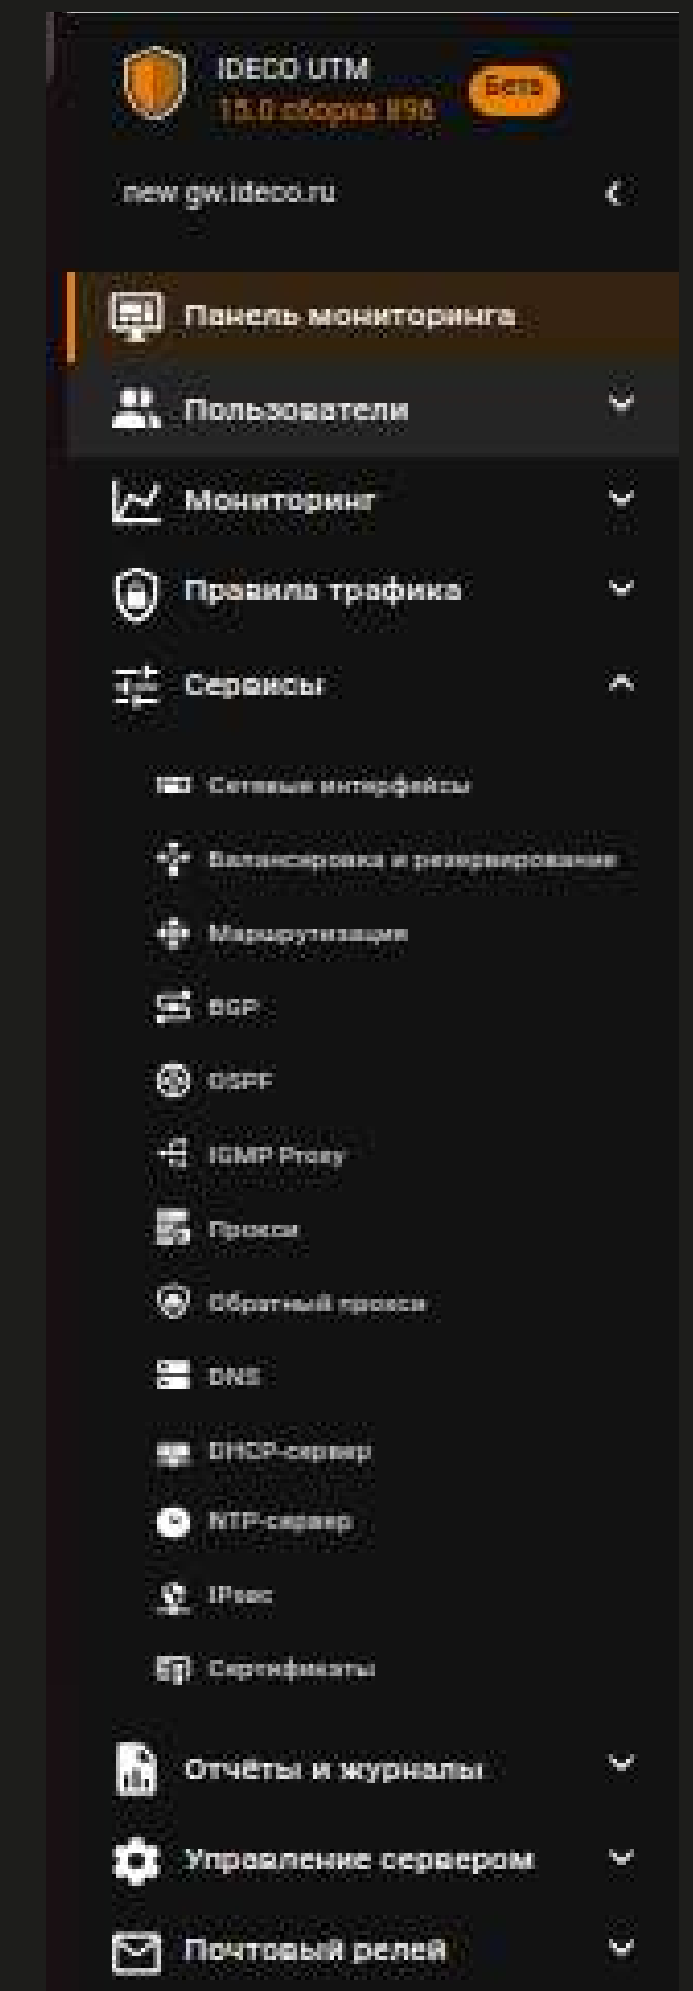 IDECO UTM
15.0 сборка 896
Бета
new.gw.ideco.ru
Панель мониторинга
Пользователи
Мониторинг
Правила трафика
Сервисы
Сетевые интерфейсы
Балансировка и резервирование
Маршрутизация
BGP
OSPF
IGMP Proxy
Прокси
Обратный прокси
DNS
DHCP-сервер
NTP-сервер
IPsec
Сертификаты
Отчёты и журналы
Управление сервером
Почтовый релей